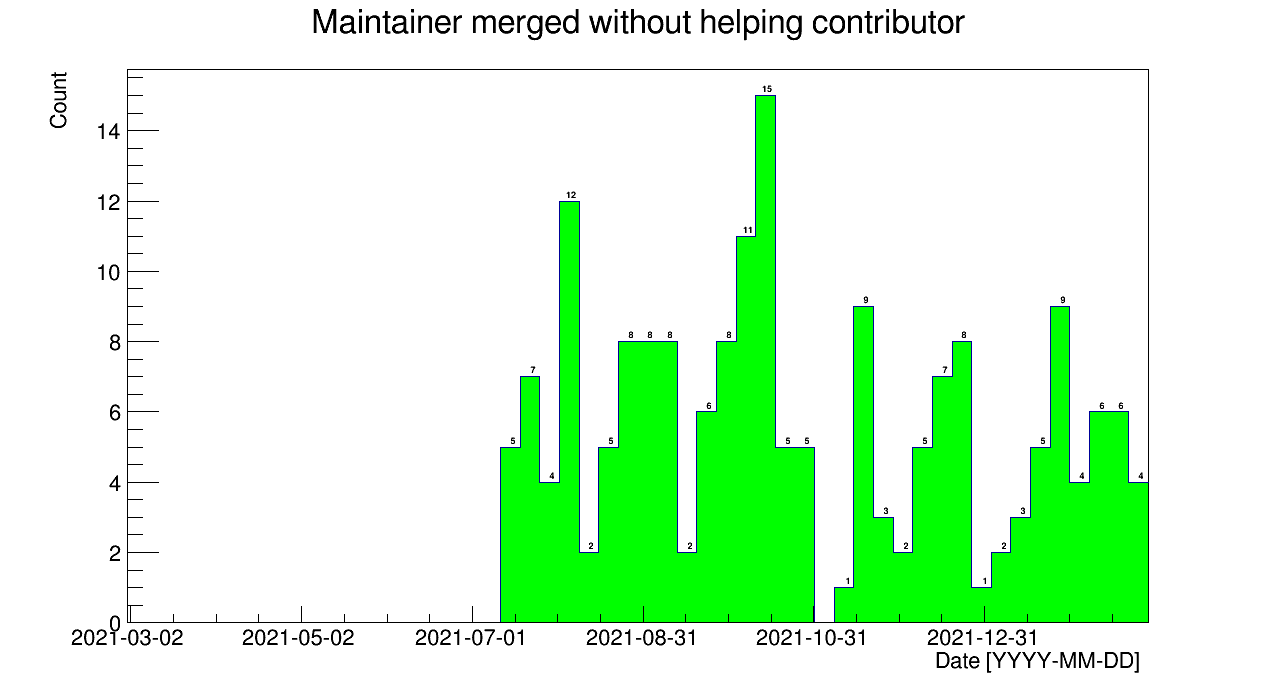 Maintainer merged without helping contributor
Count
14
12
10
8
6
4
2
0
5 7 4 12 2 5 8 8 8 2 6 8 11 15 5 5 1 9 3 2 5 7 8 1 2 3 5 9 4 6 6 4
2021-03-02 2021-05-02 2021-07-01 2021-08-31 2021-10-31 2021-12-31
Date [YYYY-MM-DD]